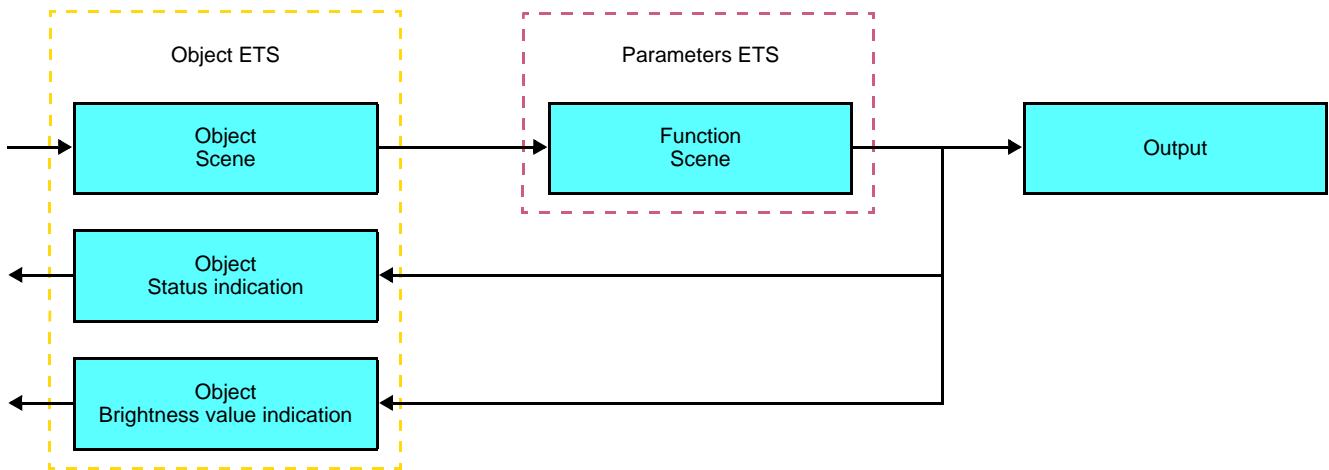 Object ETS
Parameters ETS
Object
Scene
Function
Scene
Output
Object
Status indication
Object
Brightness value indication